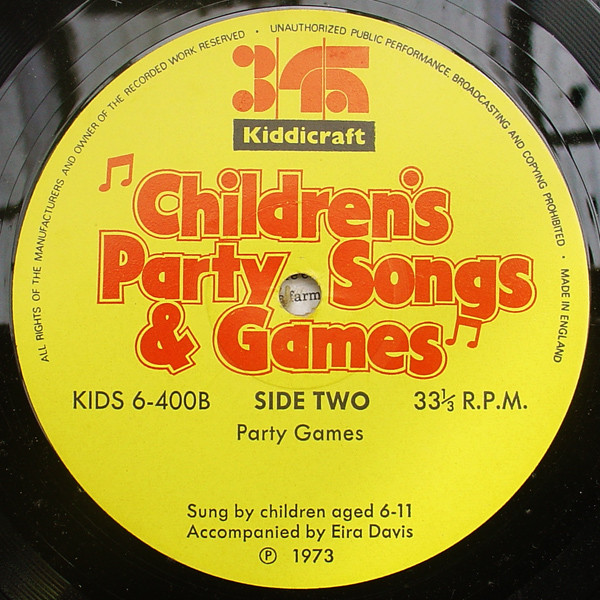 ALL RIGHTS OF THE MANUFACTURERS AND OWNER OF THE RECORDED WORK RESERVED • UNAUTHORIZED PUBLIC PERFORMANCE, BROADCASTING AND COPYING PROHIBITED • MADE IN ENGLAND
Kiddicraft
Children's
Party Songs
& Games
farm
KIDS 6-400B SIDE TWO 33⅓ R.P.M.
Party Games
Sung by children aged 6-11
Accompanied by Eira Davis
℗ 1973